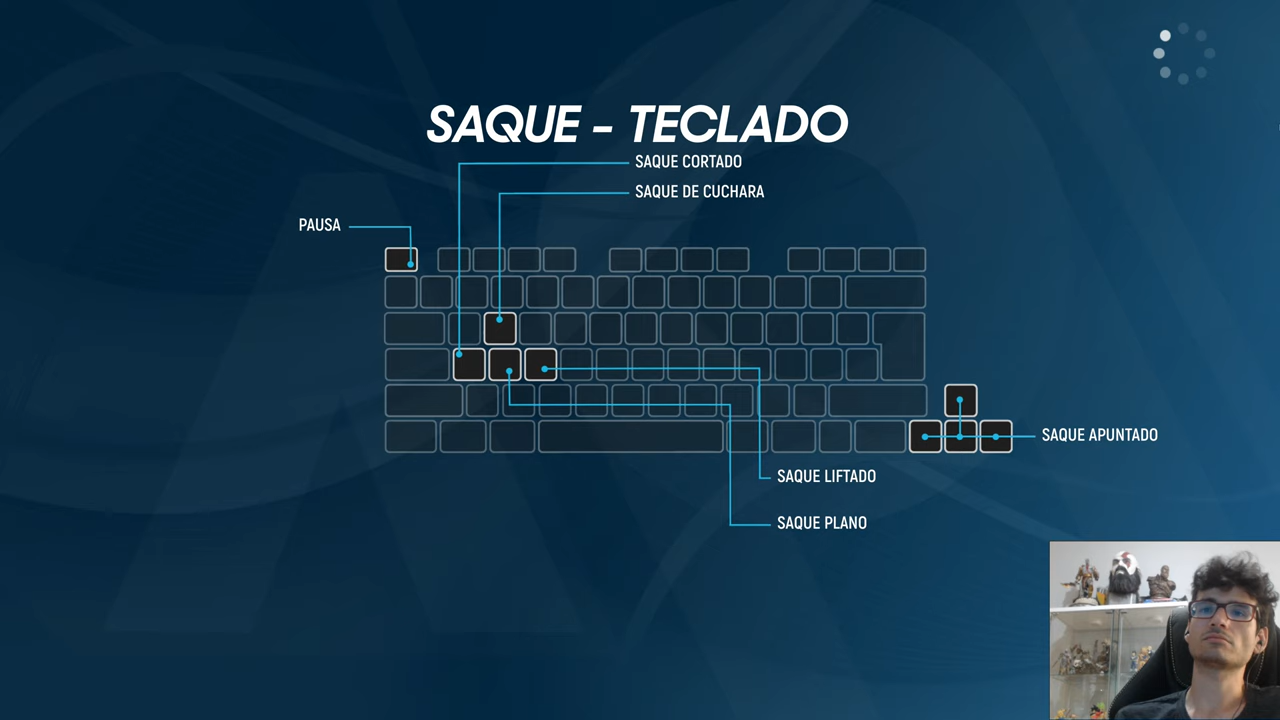 SAQUE - TECLADO
SAQUE CORTADO
SAQUE DE CUCHARA
PAUSA
SAQUE APUNTADO
SAQUE LIFTADO
SAQUE PLANO